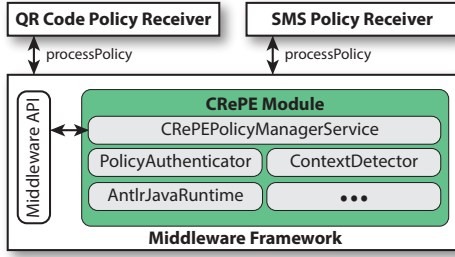 QR Code Policy Receiver
SMS Policy Receiver
processPolicy
processPolicy
Middleware API
CRePE Module
CRePEPolicyManagerService
PolicyAuthenticator
ContextDetector
AntlrJavaRuntime
•••
Middleware Framework